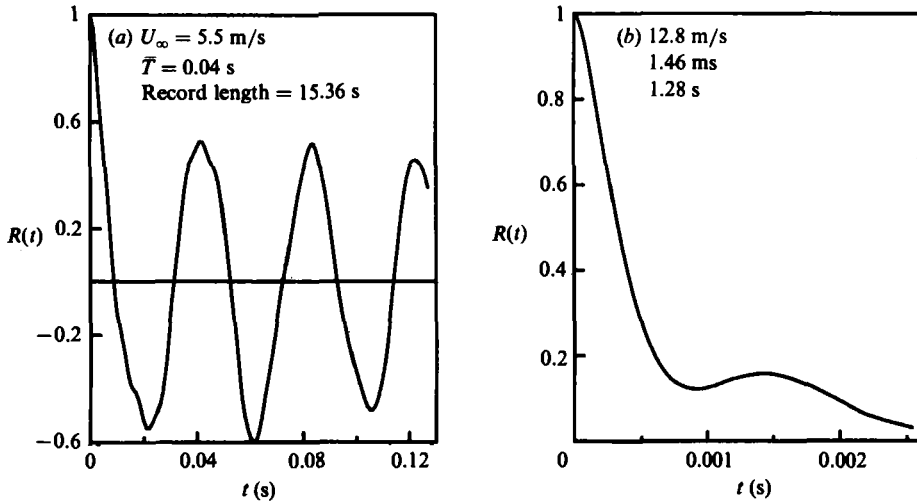 (a) U∞ = 5.5 m/s
T̅ = 0.04 s
Record length = 15.36 s
1
0.6
0.2
R(t)
−0.2
−0.6
0
0.04
0.08
0.12
t (s)
(b) 12.8 m/s
1.46 ms
1.28 s
1
0.8
0.6
R(t)
0.4
0.2
0
0.001
0.002
t (s)